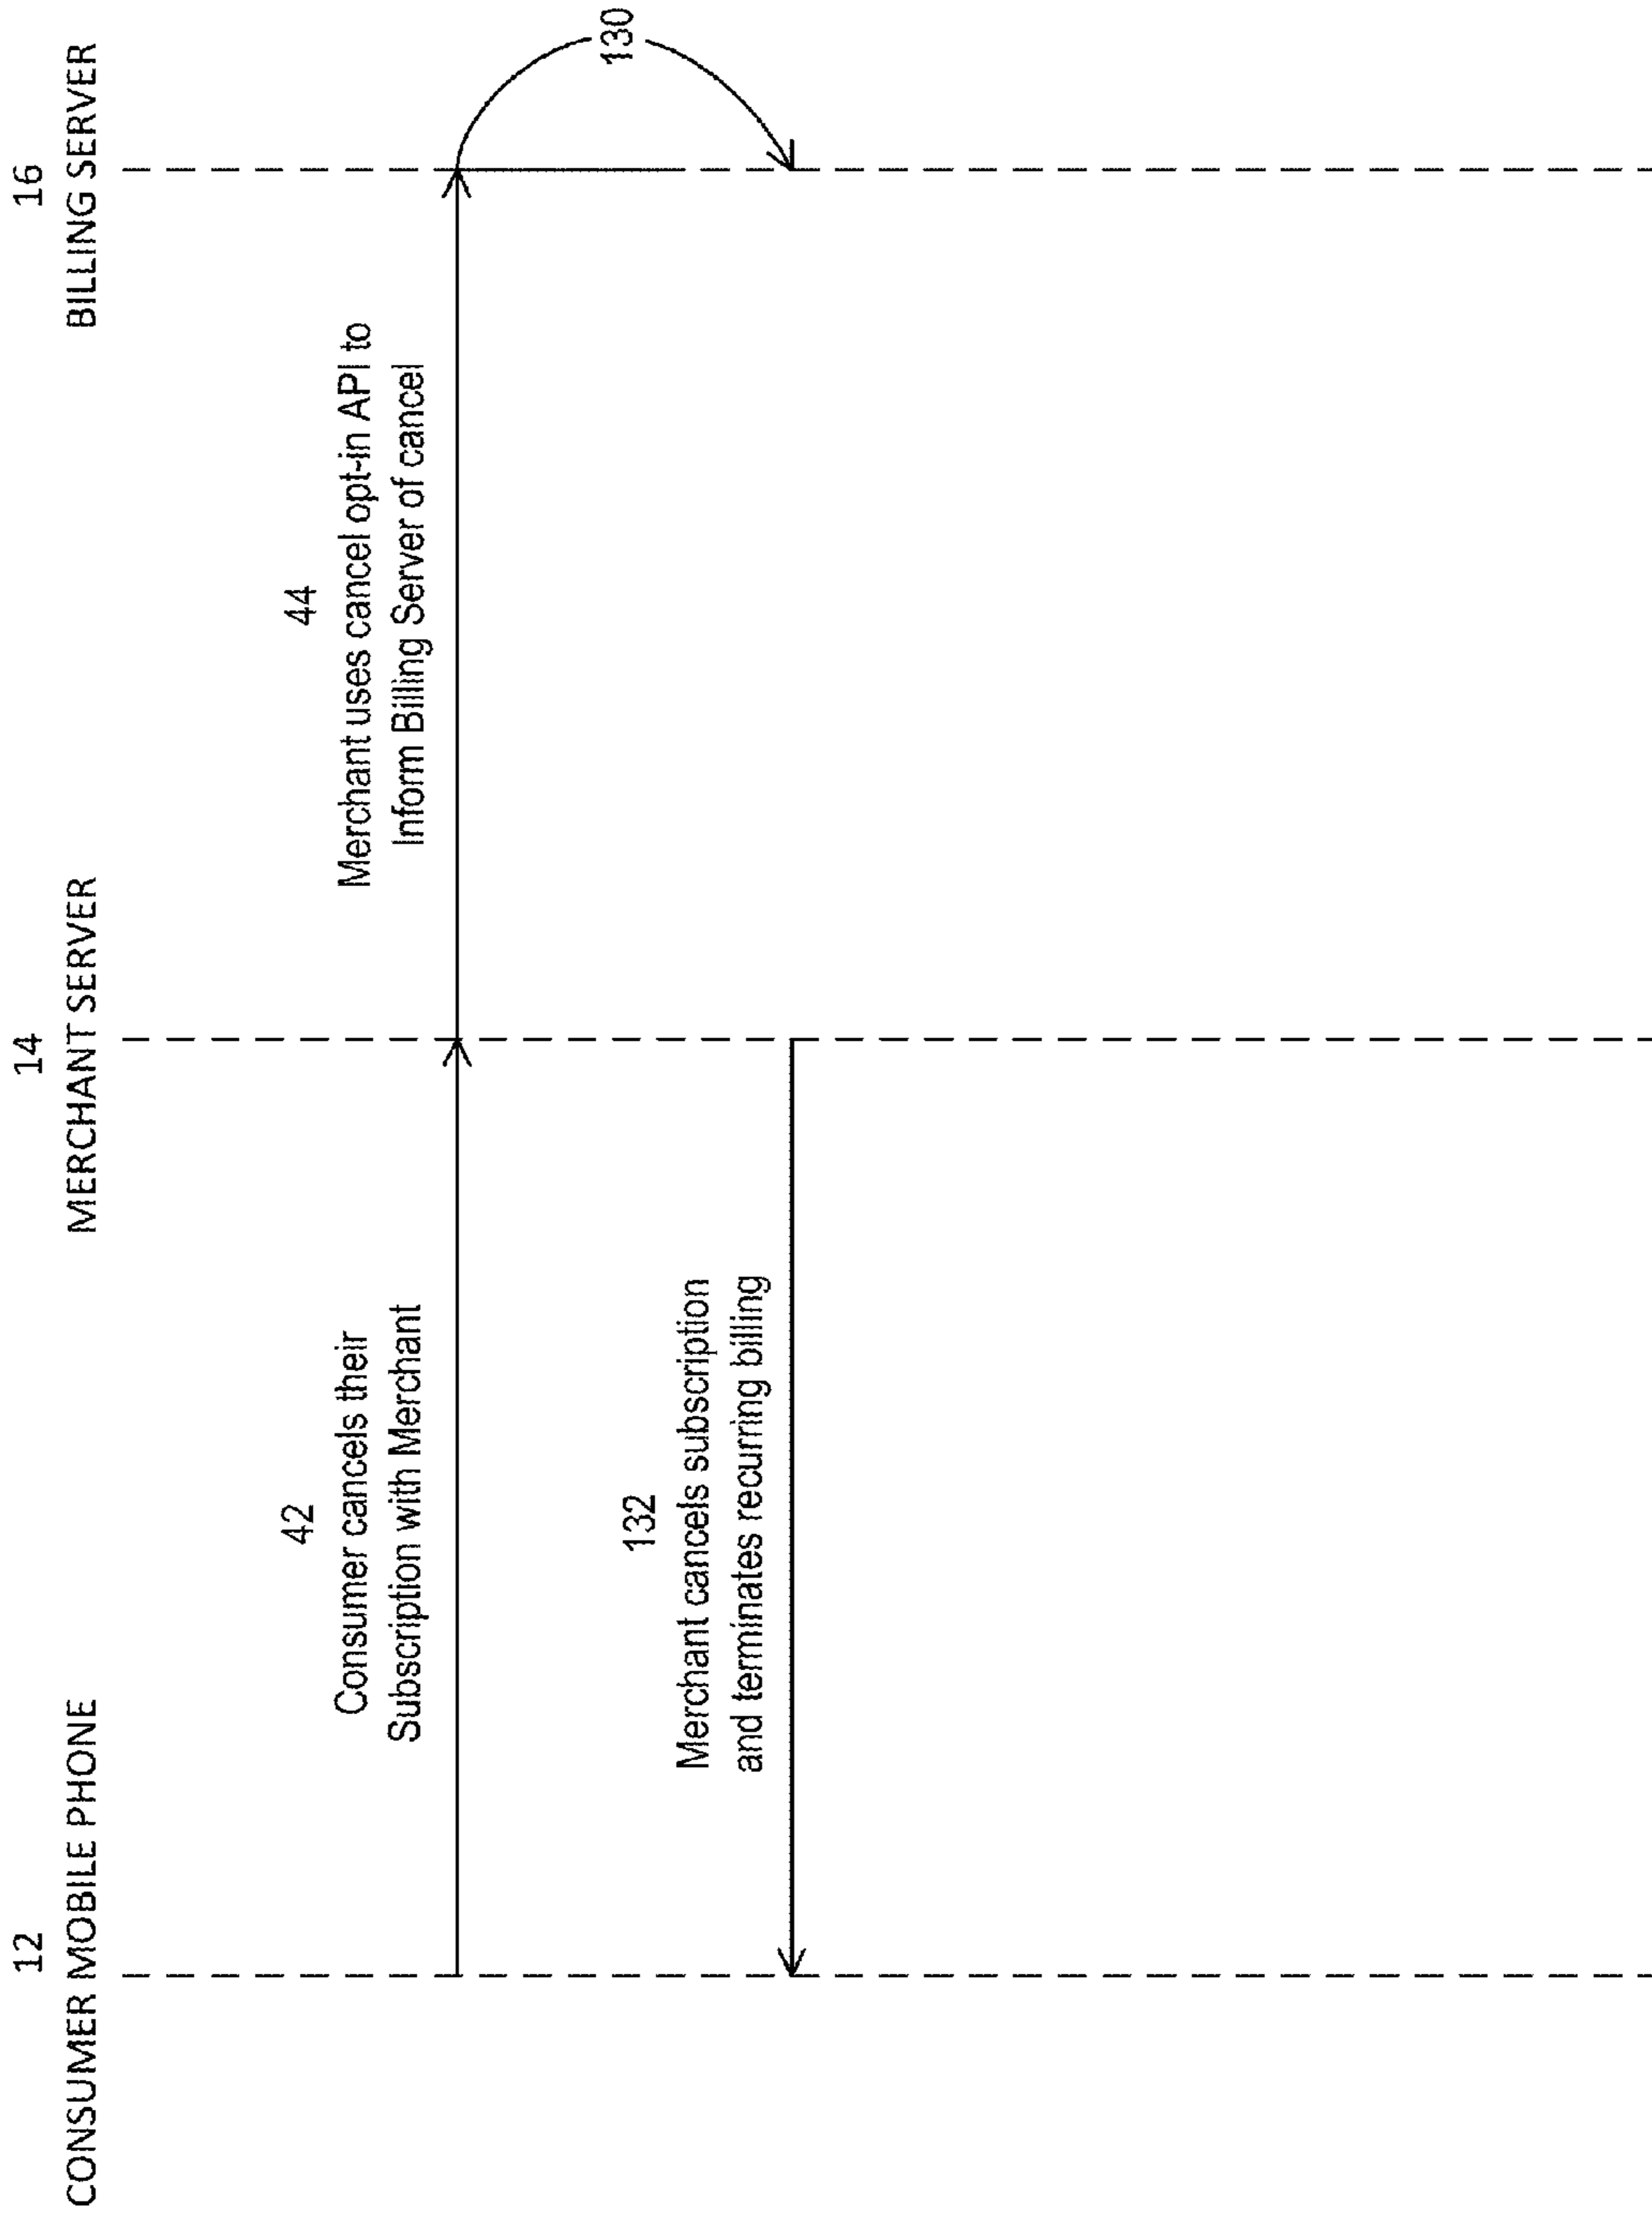 12
CONSUMER MOBILE PHONE
14
MERCHANT SERVER
16
BILLING SERVER
42
Consumer cancels their
Subscription with Merchant
44
Merchant uses cancel opt-in API to
Inform Billing Server of cancel
130
132
Merchant cancels subscription
and terminates recurring billing